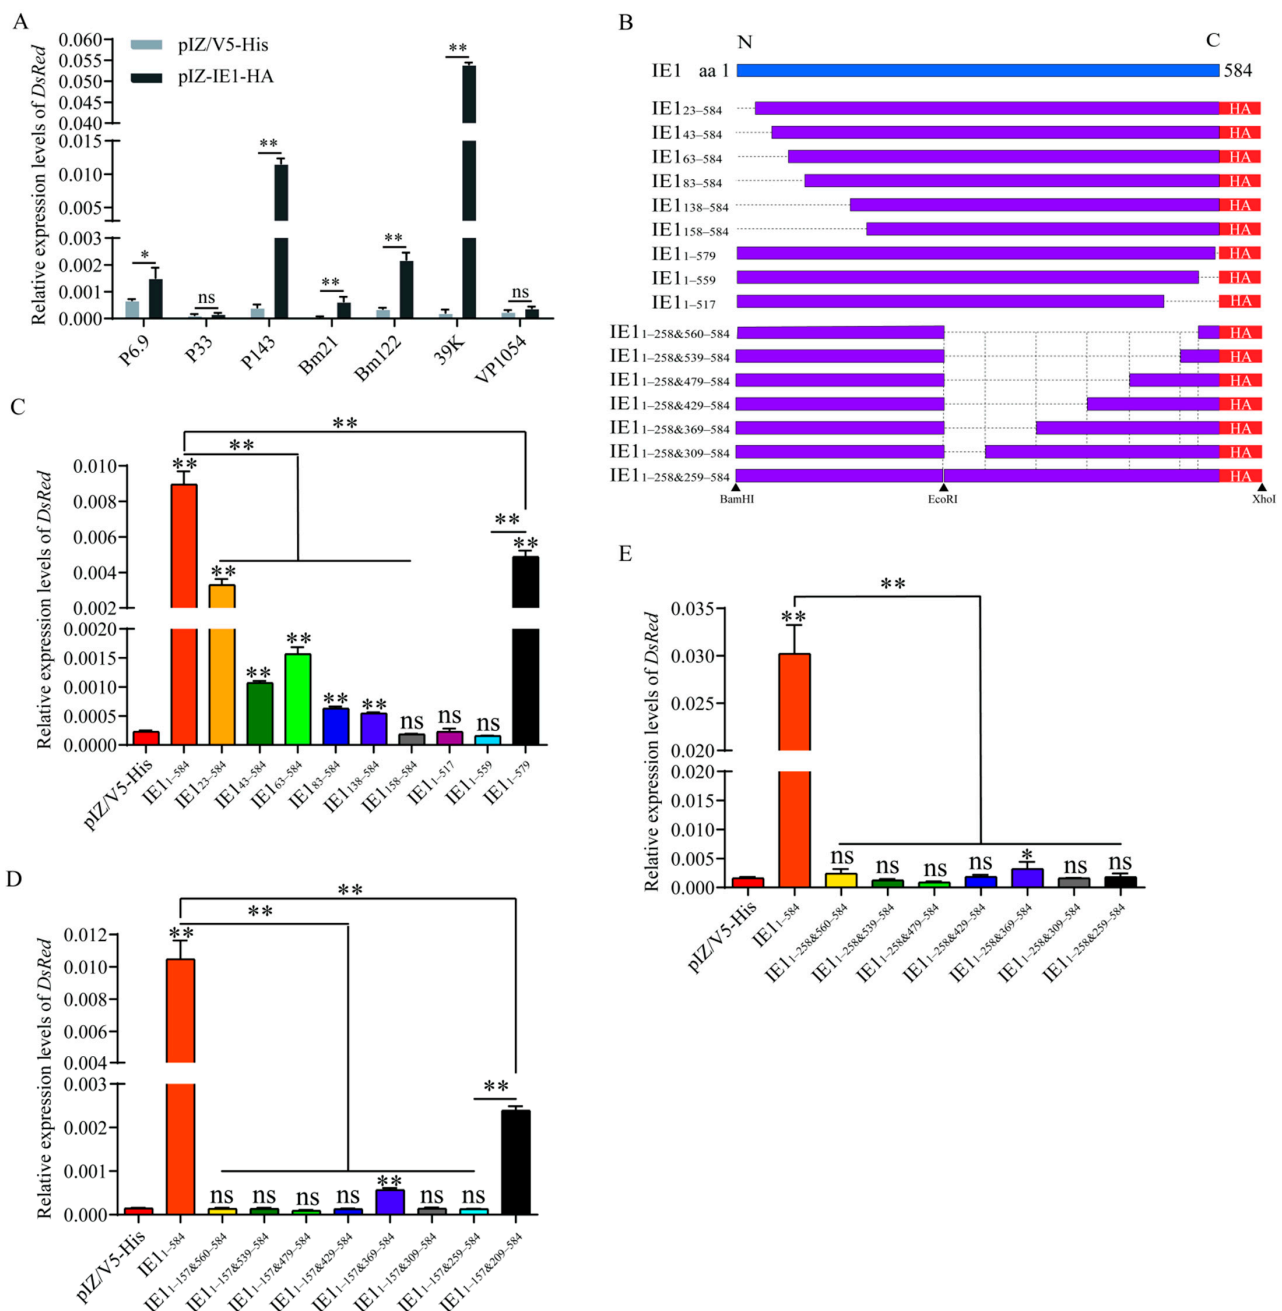 A
Relative expression levels of DsRed
pIZ/V5-His
pIZ-IE1-HA
0.060
0.055
0.050
0.045
0.040
0.015
0.010
0.005
0.003
0.002
0.001
0.000
*
ns
**
**
**
**
ns
P6.9
P33
P143
Bm21
Bm122
39K
VP1054
B
N
C
IE1 aa 1
584
IE1 23–584 HA
IE1 43–584 HA
IE1 63–584 HA
IE1 83–584 HA
IE1 138–584 HA
IE1 158–584 HA
IE1 1–579 HA
IE1 1–559 HA
IE1 1–517 HA
IE1 1–258&560–584 HA
IE1 1–258&539–584 HA
IE1 1–258&479–584 HA
IE1 1–258&429–584 HA
IE1 1–258&369–584 HA
IE1 1–258&309–584 HA
IE1 1–258&259–584 HA
BamHI
EcoRI
XhoI
C
Relative expression levels of DsRed
0.010
0.008
0.006
0.004
0.002
0.0020
0.0015
0.0010
0.0005
0.0000
**
**
**
**
**
**
**
**
**
ns
ns
ns
**
pIZ/V5-His
IE1 1–584
IE1 23–584
IE1 43–584
IE1 63–584
IE1 83–584
IE1 138–584
IE1 158–584
IE1 1–517
IE1 1–559
IE1 1–579
D
Relative expression levels of DsRed
0.012
0.010
0.008
0.006
0.004
0.003
0.002
0.001
0.000
**
**
**
**
ns
ns
ns
ns
**
ns
ns
pIZ/V5-His
IE1 1–584
IE1 1–157&560–584
IE1 1–157&539–584
IE1 1–157&479–584
IE1 1–157&429–584
IE1 1–157&369–584
IE1 1–157&309–584
IE1 1–157&259–584
IE1 1–157&209–584
E
Relative expression levels of DsRed
0.035
0.030
0.025
0.020
0.020
0.015
0.010
0.005
0.000
**
**
ns
ns
ns
ns
*
ns
ns
pIZ/V5-His
IE1 1–584
IE1 1–258&560–584
IE1 1–258&539–584
IE1 1–258&479–584
IE1 1–258&429–584
IE1 1–258&369–584
IE1 1–258&309–584
IE1 1–258&259–584